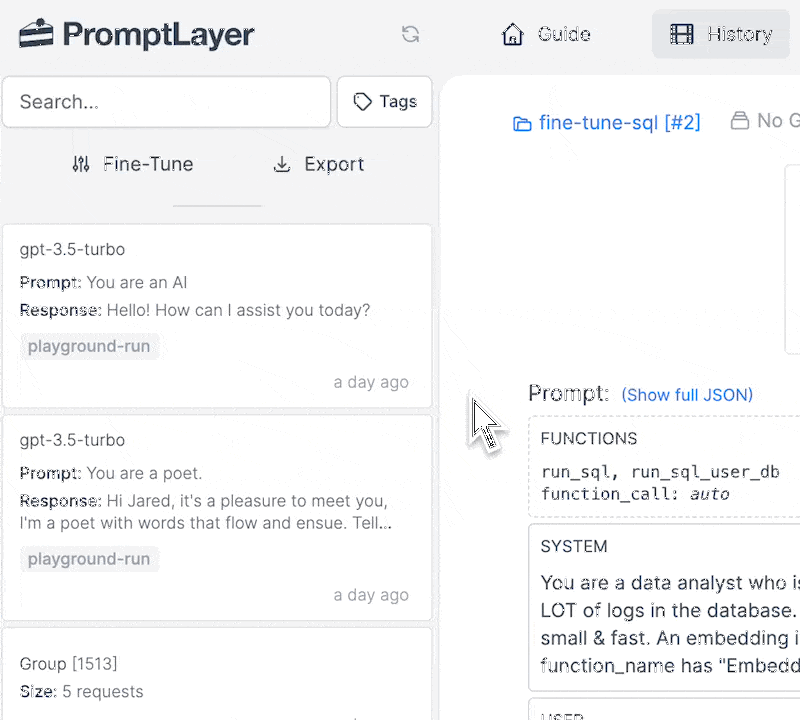 PromptLayer
Guide
History
Search...
Tags
Fine-Tune
Export
gpt-3.5-turbo
Prompt: You are an AI
Response: Hello! How can I assist you today?
playground-run
a day ago
gpt-3.5-turbo
Prompt: You are a poet.
Response: Hi Jared, it's a pleasure to meet you,
I'm a poet with words that flow and ensue. Tell...
playground-run
a day ago
Group [1513]
Size: 5 requests
fine-tune-sql [#2]
No G
Prompt: (Show full JSON)
FUNCTIONS
run_sql, run_sql_user_db
function_call: auto
SYSTEM
You are a data analyst who is
LOT of logs in the database.
small & fast. An embedding i
function_name has "Embedd
USER